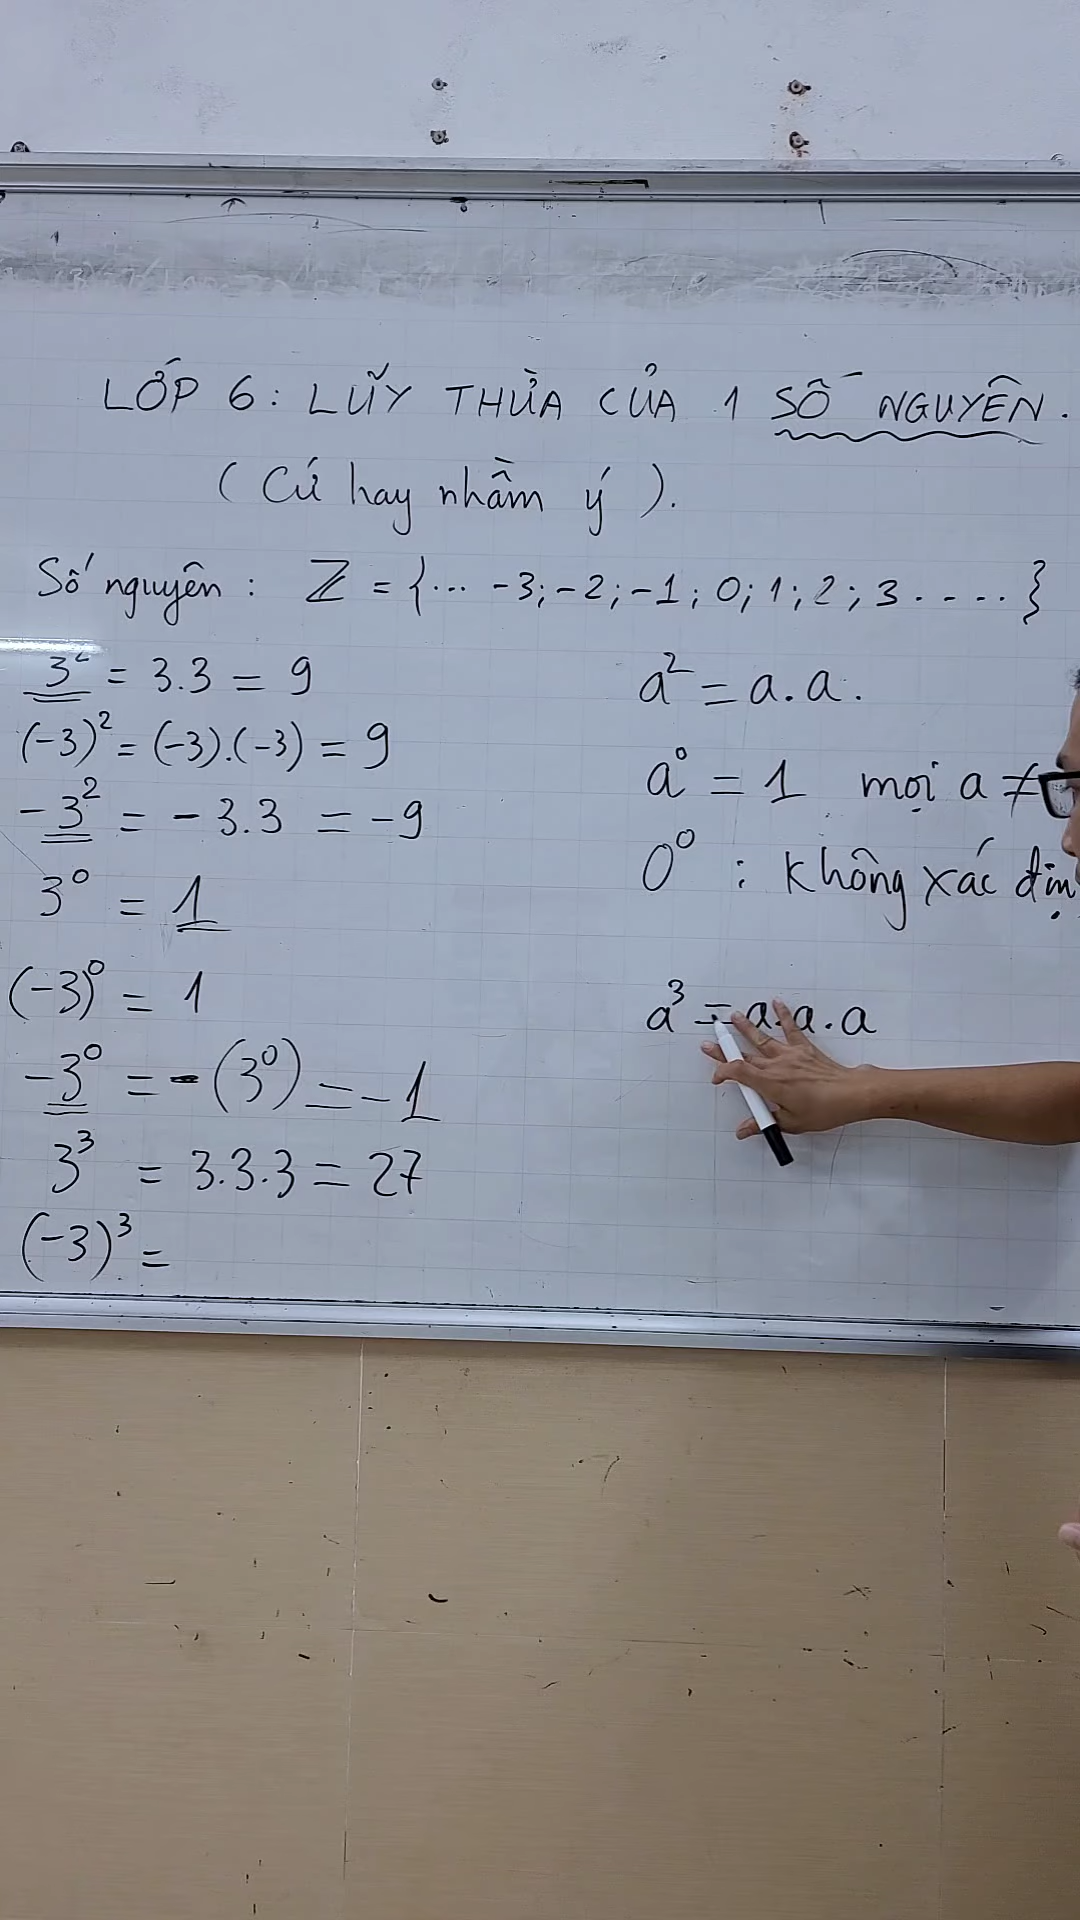 LỚP 6: LŨY THỪA CỦA 1 SỐ NGUYÊN.
(Cứ hay nhầm ý).
Số nguyên : Z = {... -3; -2; -1; 0; 1; 2; 3 ....}
3² = 3.3 = 9
(-3)² = (-3).(-3) = 9
-3² = - 3.3 = -9
3⁰ = 1
(-3)⁰ = 1
-3⁰ = -(3⁰) = -1
3³ = 3.3.3 = 27
(-3)³ =
a² = a.a.
a⁰ = 1 mọi a ≠
0⁰ : không xác địn
a³ = a.a.a